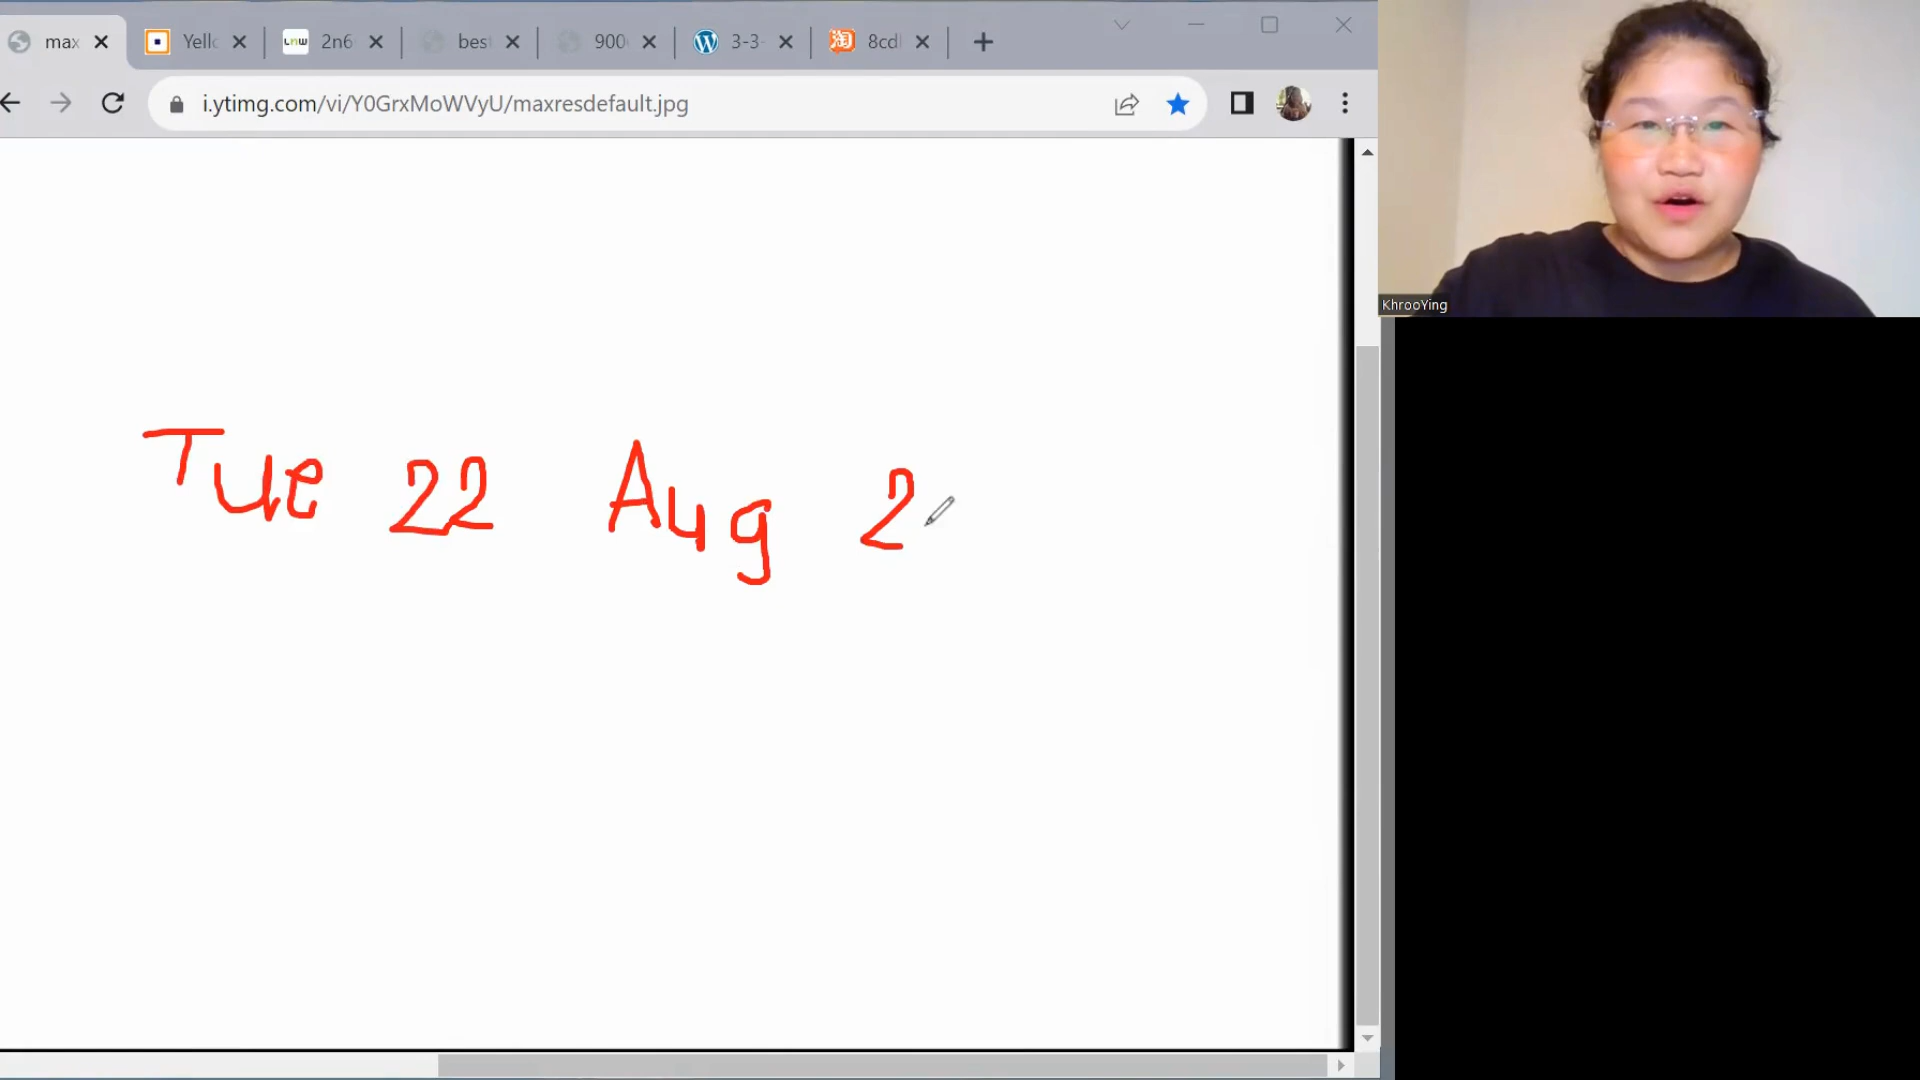 max Yell 2n6 bes 900 3-3- 8cd
i.ytimg.com/vi/Y0GrxMoWVyU/maxresdefault.jpg
KhrooYing
Tue 22 Aug 2